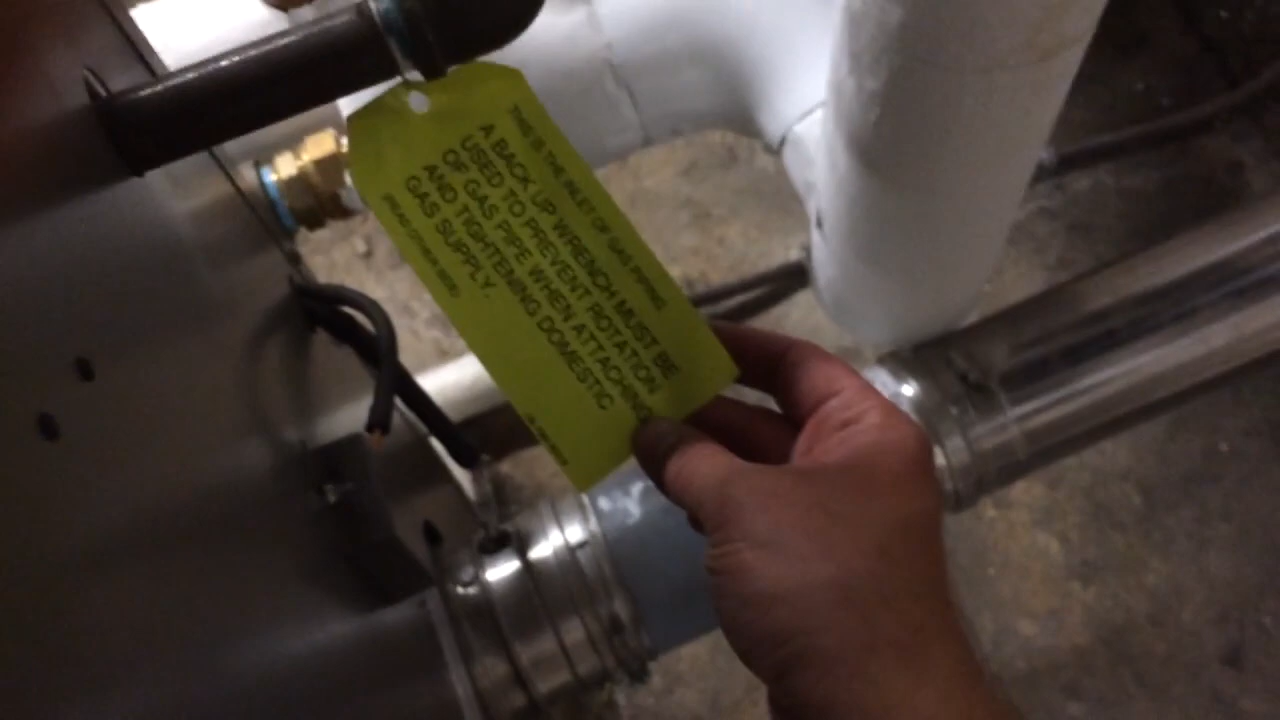 THIS IS THE INLET OF GAS PIPING.
A BACK UP WRENCH MUST BE
USED TO PREVENT ROTATION
OF GAS PIPE WHEN ATTACHING
AND TIGHTENING DOMESTIC
GAS SUPPLY.